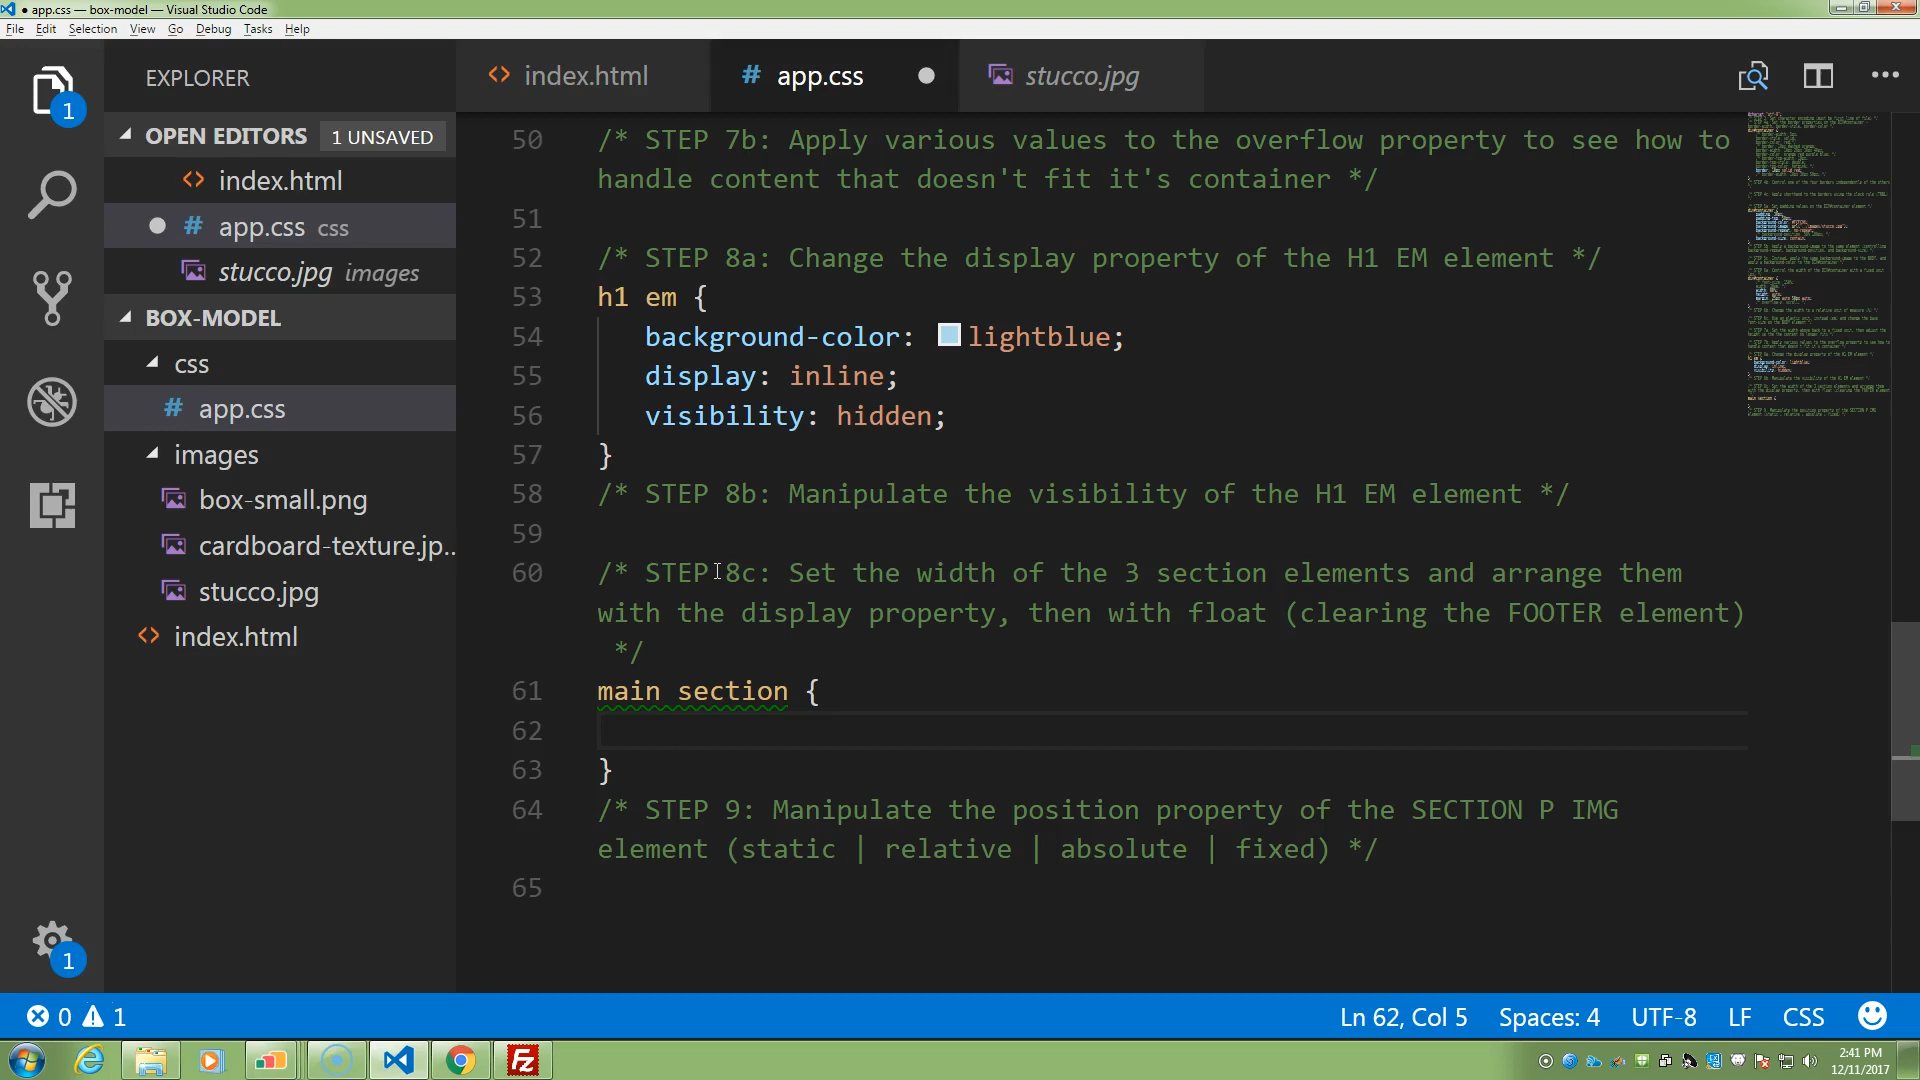 app.css — box-model — Visual Studio Code
File Edit Selection View Go Debug Tasks Help
EXPLORER
index.html
# app.css
stucco.jpg
1
OPEN EDITORS 1 UNSAVED
index.html
# app.css css
stucco.jpg images
BOX-MODEL
css
# app.css
images
box-small.png
cardboard-texture.jp...
stucco.jpg
index.html
1
50 /* STEP 7b: Apply various values to the overflow property to see how to
handle content that doesn't fit it's container */
51
52 /* STEP 8a: Change the display property of the H1 EM element */
53 h1 em {
54 background-color: lightblue;
55 display: inline;
56 visibility: hidden;
57 }
58 /* STEP 8b: Manipulate the visibility of the H1 EM element */
59
60 /* STEP 8c: Set the width of the 3 section elements and arrange them
with the display property, then with float (clearing the FOOTER element)
*/
61 main section {
62
63 }
64 /* STEP 9: Manipulate the position property of the SECTION P IMG
element (static | relative | absolute | fixed) */
65
0 1
Ln 62, Col 5 Spaces: 4 UTF-8 LF CSS
2:41 PM
12/11/2017